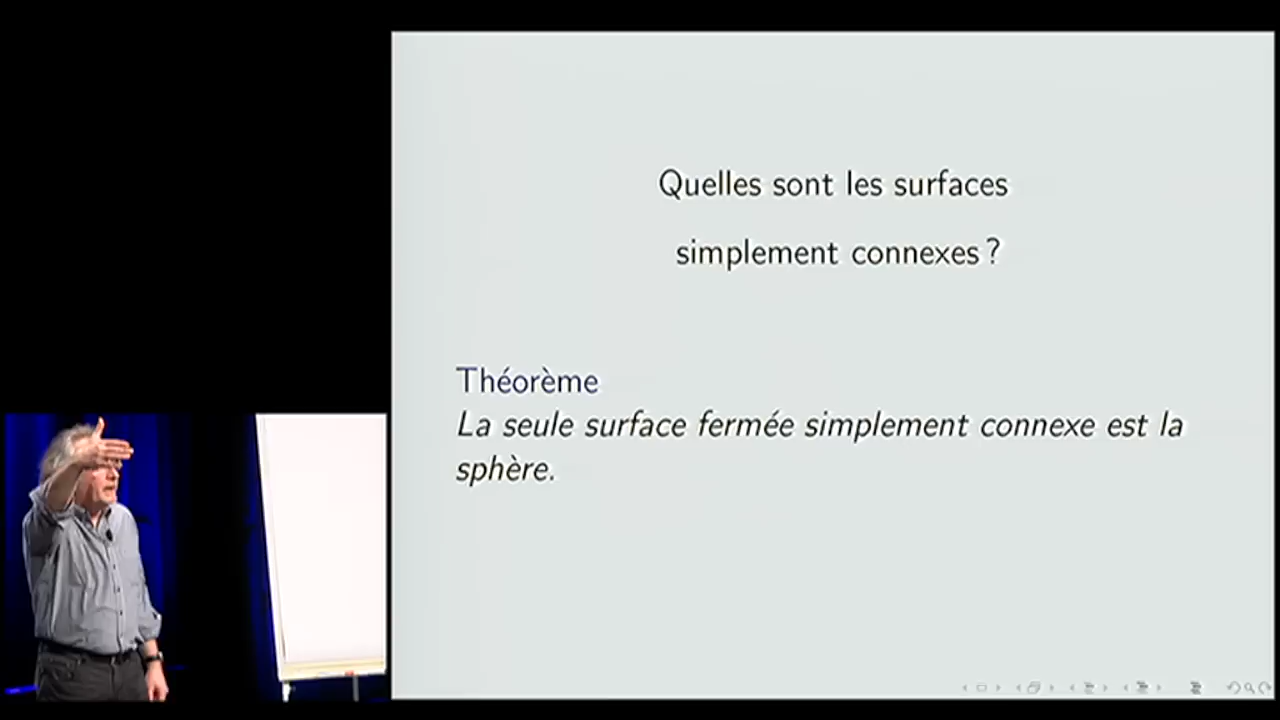 Quelles sont les surfaces
simplement connexes ?
Théorème
La seule surface fermée simplement connexe est la
sphère.